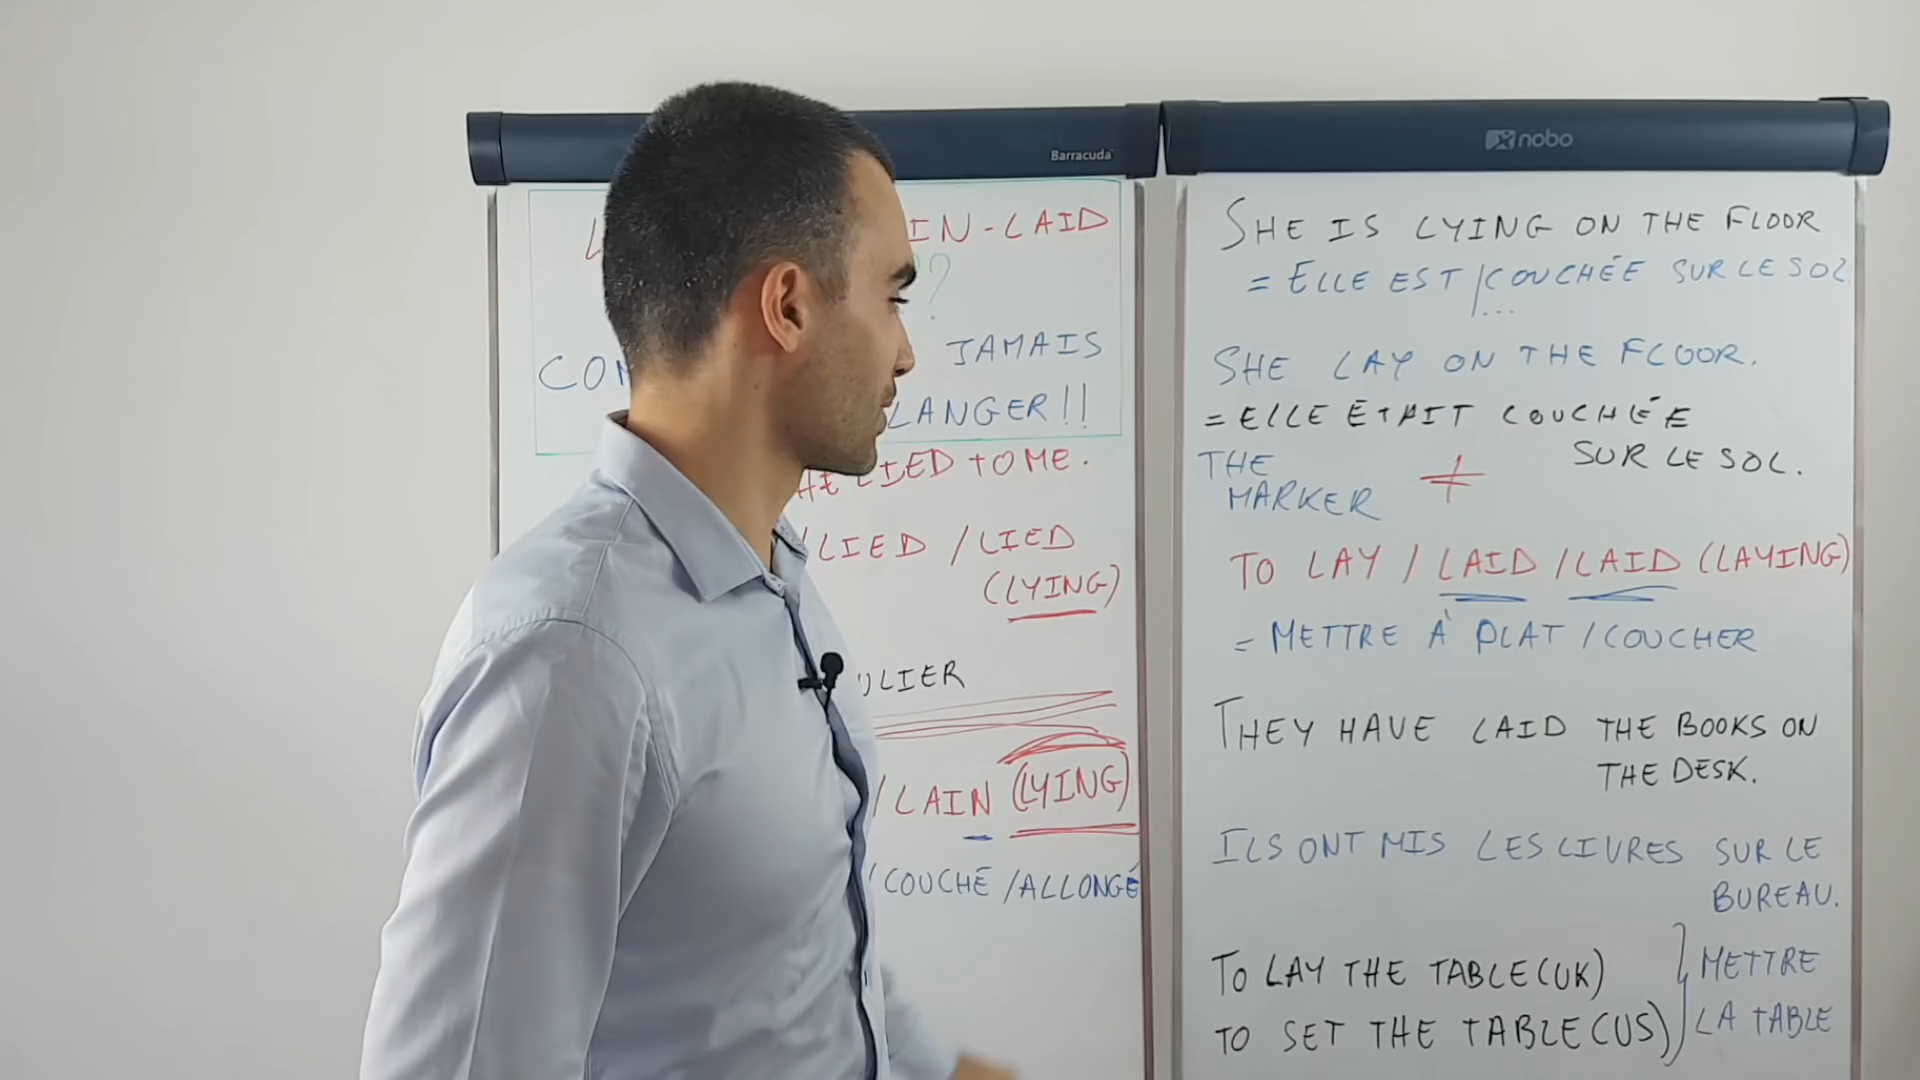 Barracuda
IN-LAID
??
JAMAIS
LANGER!!
HE LIED TO ME.
/LIED / LIED
(LYING)
LIER
/ LAIN (LYING)
/ COUCHÉ / ALLONGÉ
nobo
SHE IS LYING ON THE FLOOR
= ELLE EST / COUCHÉE SUR LE SOL
...
SHE LAY ON THE FLOOR.
= ELLE ÉTAIT COUCHÉE
SUR LE SOL.
THE
MARKER
TO LAY / LAID / LAID (LAYING)
= METTRE À PLAT / COUCHER
THEY HAVE LAID THE BOOKS ON
THE DESK.
ILS ONT MIS LES LIVRES SUR LE
BUREAU.
TO LAY THE TABLE (UK)
TO SET THE TABLE (US)
METTRE
LA TABLE